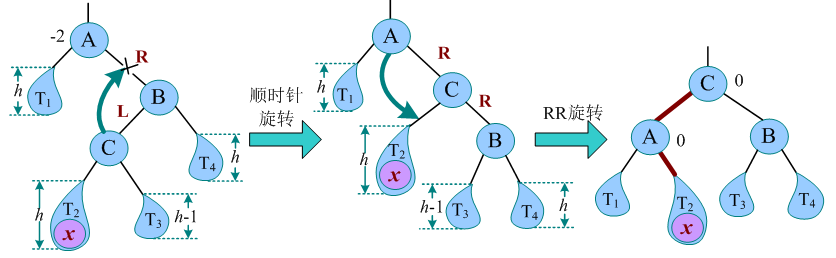 -2
A
R
h
T1
L
B
C
T4
h
h
T2
x
T3
h-1
顺时针
旋转
A
R
h
T1
C
R
h
T2
x
B
h-1
T3
T4
h
RR旋转
C
0
A
0
B
T1
T2
x
T3
T4